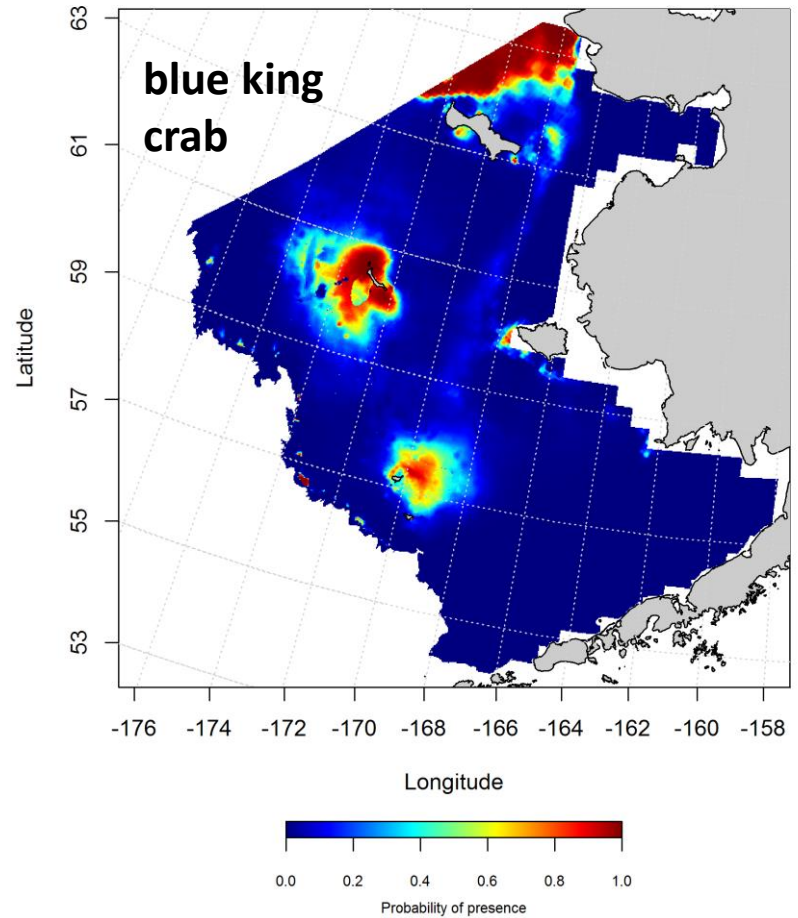 blue king
crab
63
61
59
57
55
53
Latitude
-176 -174 -172 -170 -168 -166 -164 -162 -160 -158
Longitude
0.0 0.2 0.4 0.6 0.8 1.0
Probability of presence